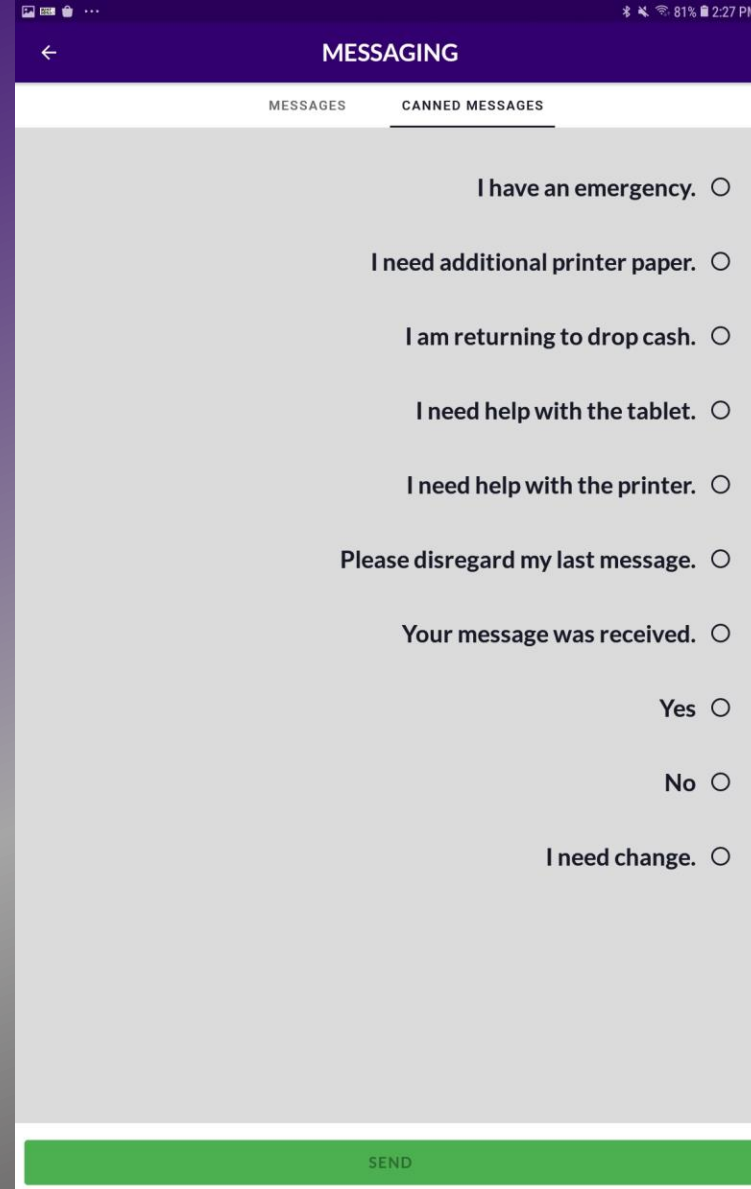 81% 2:27 PM
MESSAGING
MESSAGES CANNED MESSAGES
I have an emergency.
I need additional printer paper.
I am returning to drop cash.
I need help with the tablet.
I need help with the printer.
Please disregard my last message.
Your message was received.
Yes
No
I need change.
SEND